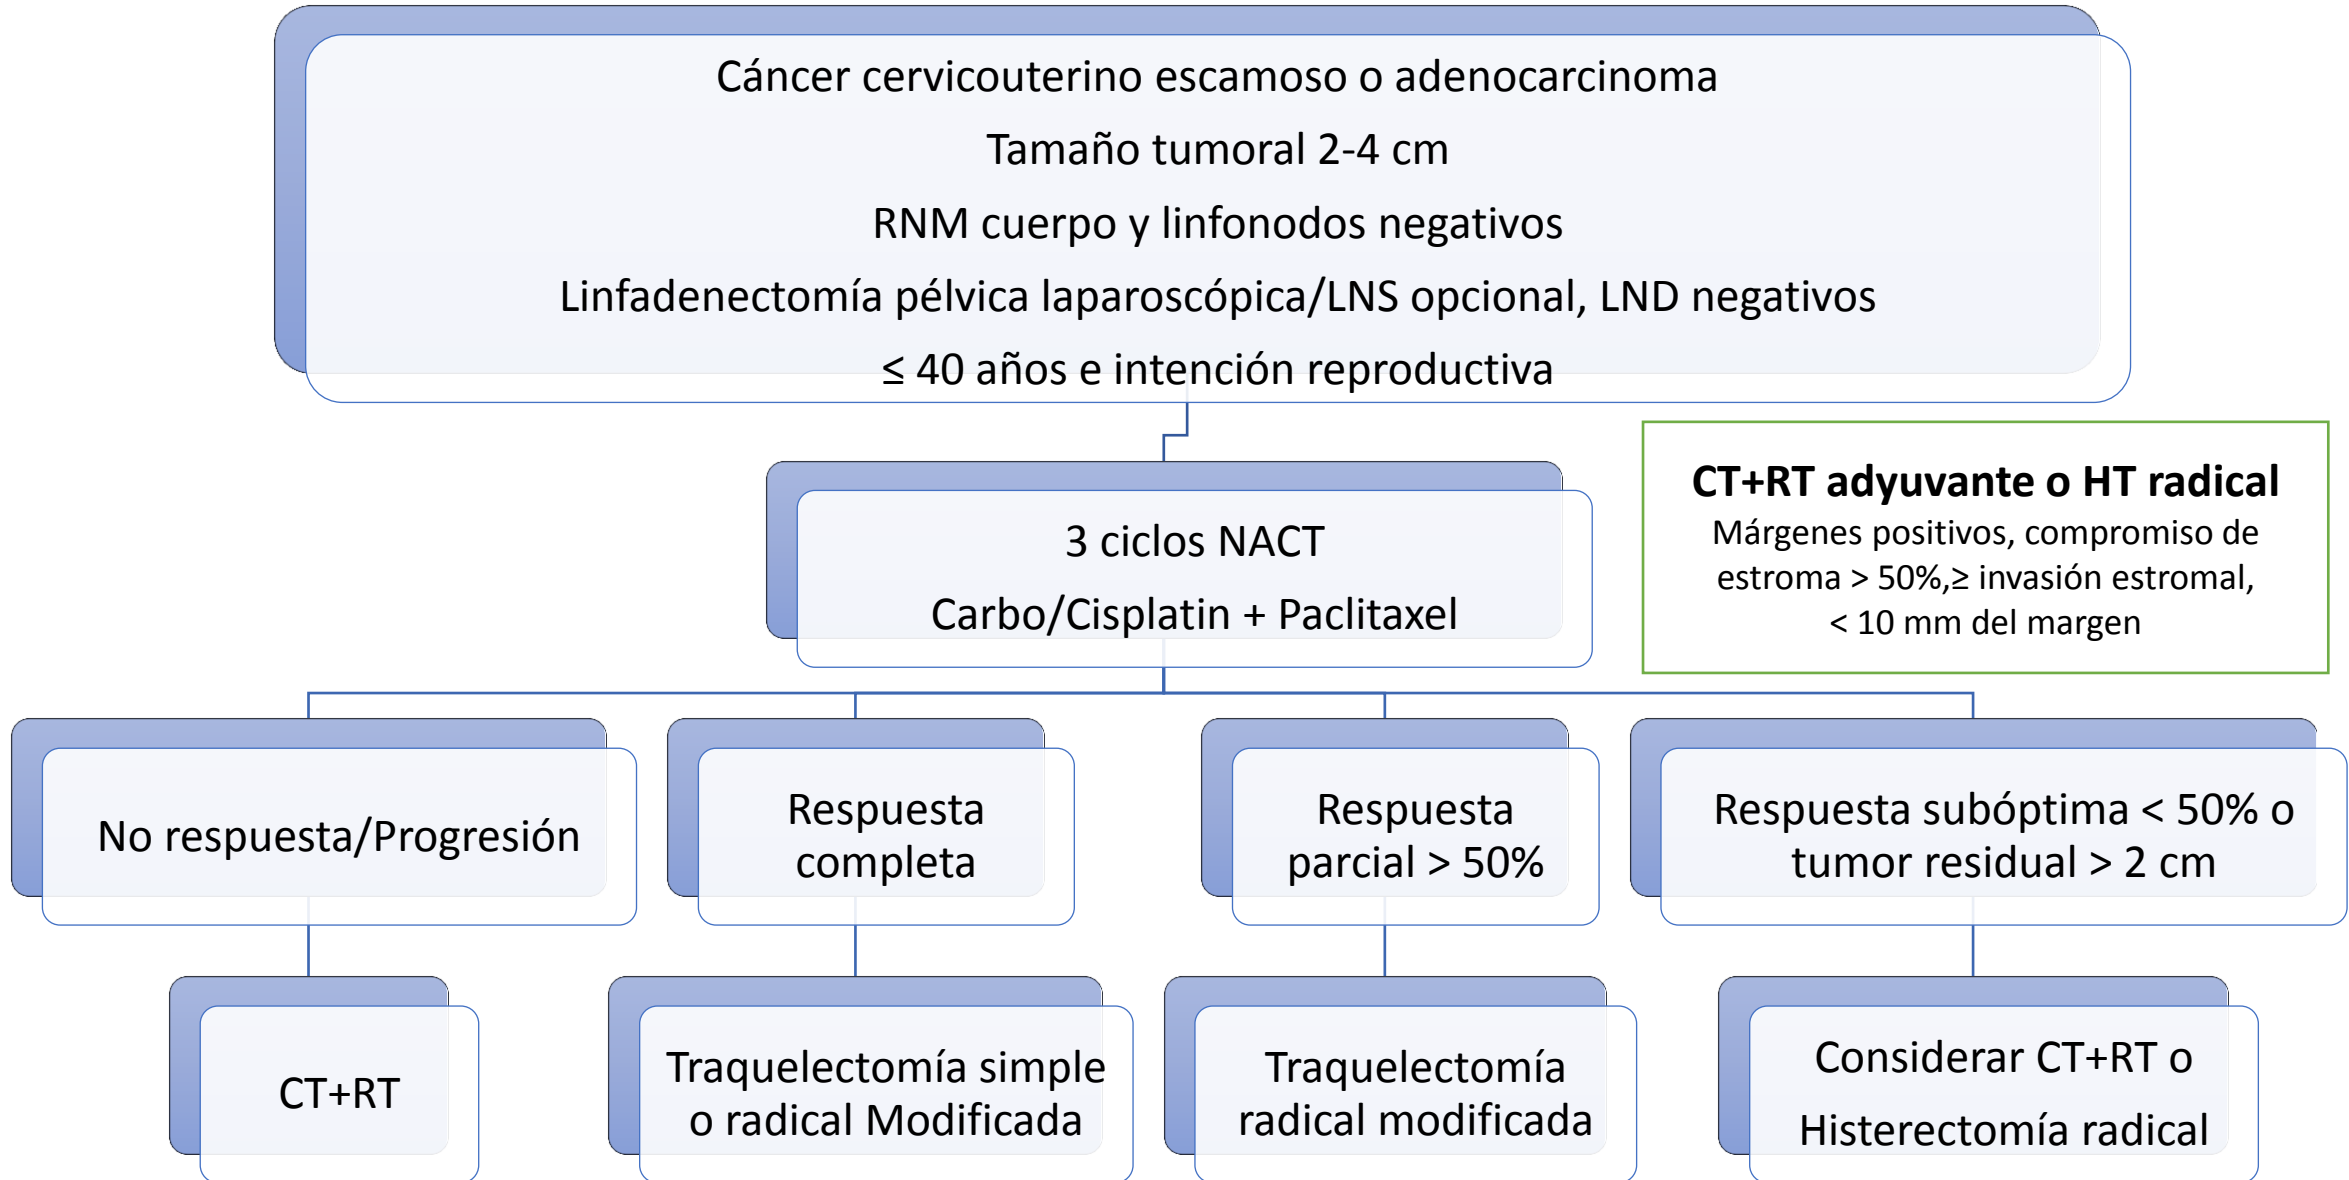 Cáncer cervicouterino escamoso o adenocarcinoma
Tamaño tumoral 2-4 cm
RNM cuerpo y linfonodos negativos
Linfadenectomía pélvica laparoscópica/LNS opcional, LND negativos
≤ 40 años e intención reproductiva
CT+RT adyuvante o HT radical
Márgenes positivos, compromiso de
estroma > 50%,≥ invasión estromal,
< 10 mm del margen
3 ciclos NACT
Carbo/Cisplatin + Paclitaxel
No respuesta/Progresión
Respuesta
completa
Respuesta
parcial > 50%
Respuesta subóptima < 50% o
tumor residual > 2 cm
CT+RT
Traquelectomía simple
o radical Modificada
Traquelectomía
radical modificada
Considerar CT+RT o
Histerectomía radical